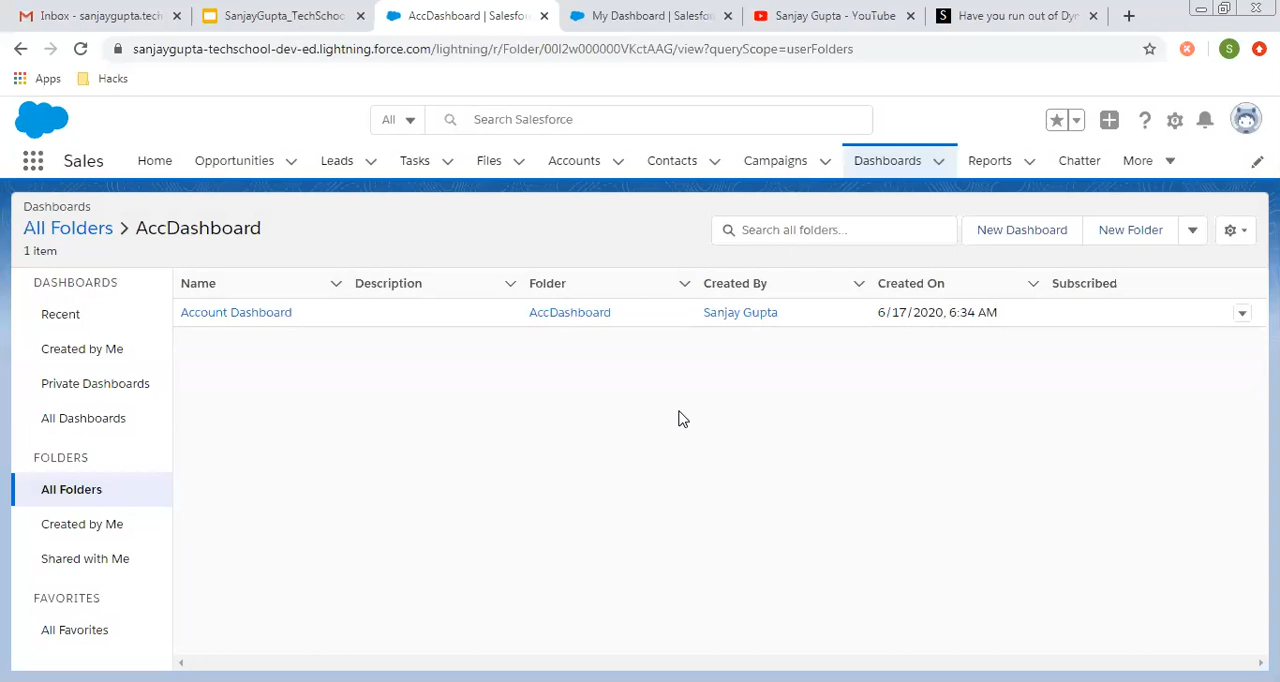 Inbox - sanjaygupta.tech
SanjayGupta_TechSchoo
AccDashboard | Salesfor
My Dashboard | Salesfor
Sanjay Gupta - YouTube
Have you run out of Dyn
sanjaygupta-techschool-dev-ed.lightning.force.com/lightning/r/Folder/00l2w000000VKctAAG/view?queryScope=userFolders
S
Apps
Hacks
All
Search Salesforce
Sales
Home
Opportunities
Leads
Tasks
Files
Accounts
Contacts
Campaigns
Dashboards
Reports
Chatter
More
Dashboards
All Folders > AccDashboard
1 item
Search all folders...
New Dashboard
New Folder
DASHBOARDS
Recent
Created by Me
Private Dashboards
All Dashboards
FOLDERS
All Folders
Created by Me
Shared with Me
FAVORITES
All Favorites
Name Description Folder Created By Created On Subscribed
Account Dashboard AccDashboard Sanjay Gupta 6/17/2020, 6:34 AM